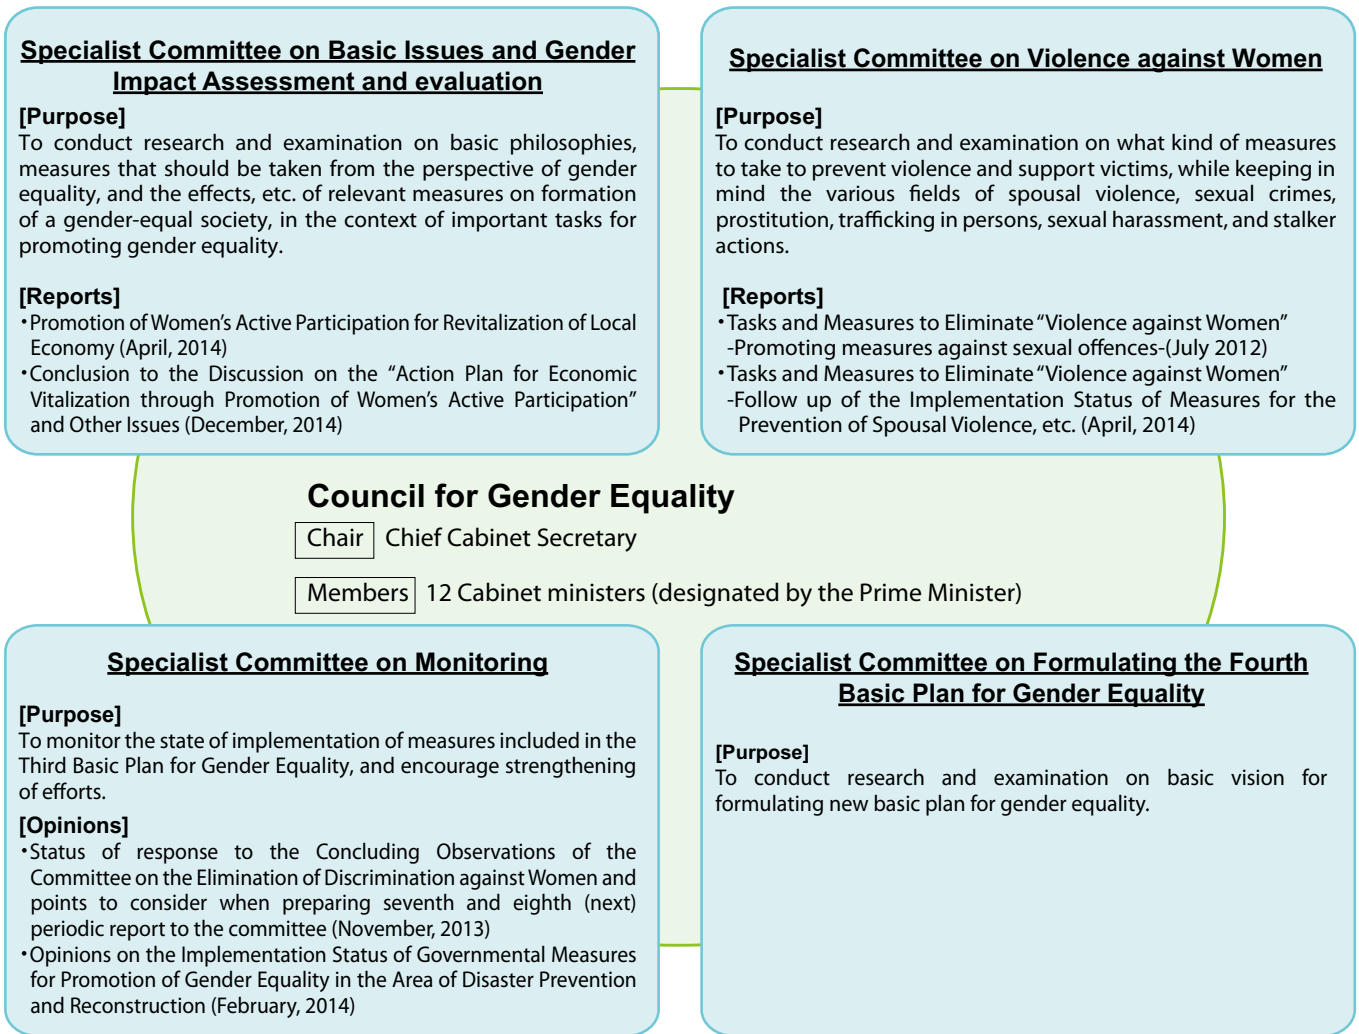 Specialist Committee on Basic Issues and Gender
Impact Assessment and evaluation
[Purpose]
To conduct research and examination on basic philosophies,
measures that should be taken from the perspective of gender
equality, and the effects, etc. of relevant measures on formation
of a gender-equal society, in the context of important tasks for
promoting gender equality.
[Reports]
・Promotion of Women’s Active Participation for Revitalization of Local
Economy (April, 2014)
・Conclusion to the Discussion on the “Action Plan for Economic
Vitalization through Promotion of Women’s Active Participation”
and Other Issues (December, 2014)
Specialist Committee on Violence against Women
[Purpose]
To conduct research and examination on what kind of measures
to take to prevent violence and support victims, while keeping in
mind the various fields of spousal violence, sexual crimes,
prostitution, trafficking in persons, sexual harassment, and stalker
actions.
[Reports]
・Tasks and Measures to Eliminate “Violence against Women”
-Promoting measures against sexual offences-(July 2012)
・Tasks and Measures to Eliminate “Violence against Women”
-Follow up of the Implementation Status of Measures for the
Prevention of Spousal Violence, etc. (April, 2014)
Council for Gender Equality
Chair Chief Cabinet Secretary
Members 12 Cabinet ministers (designated by the Prime Minister)
Specialist Committee on Monitoring
[Purpose]
To monitor the state of implementation of measures included in the
Third Basic Plan for Gender Equality, and encourage strengthening
of efforts.
[Opinions]
・Status of response to the Concluding Observations of the
Committee on the Elimination of Discrimination against Women and
points to consider when preparing seventh and eighth (next)
periodic report to the committee (November, 2013)
・Opinions on the Implementation Status of Governmental Measures
for Promotion of Gender Equality in the Area of Disaster Prevention
and Reconstruction (February, 2014)
Specialist Committee on Formulating the Fourth
Basic Plan for Gender Equality
[Purpose]
To conduct research and examination on basic vision for
formulating new basic plan for gender equality.